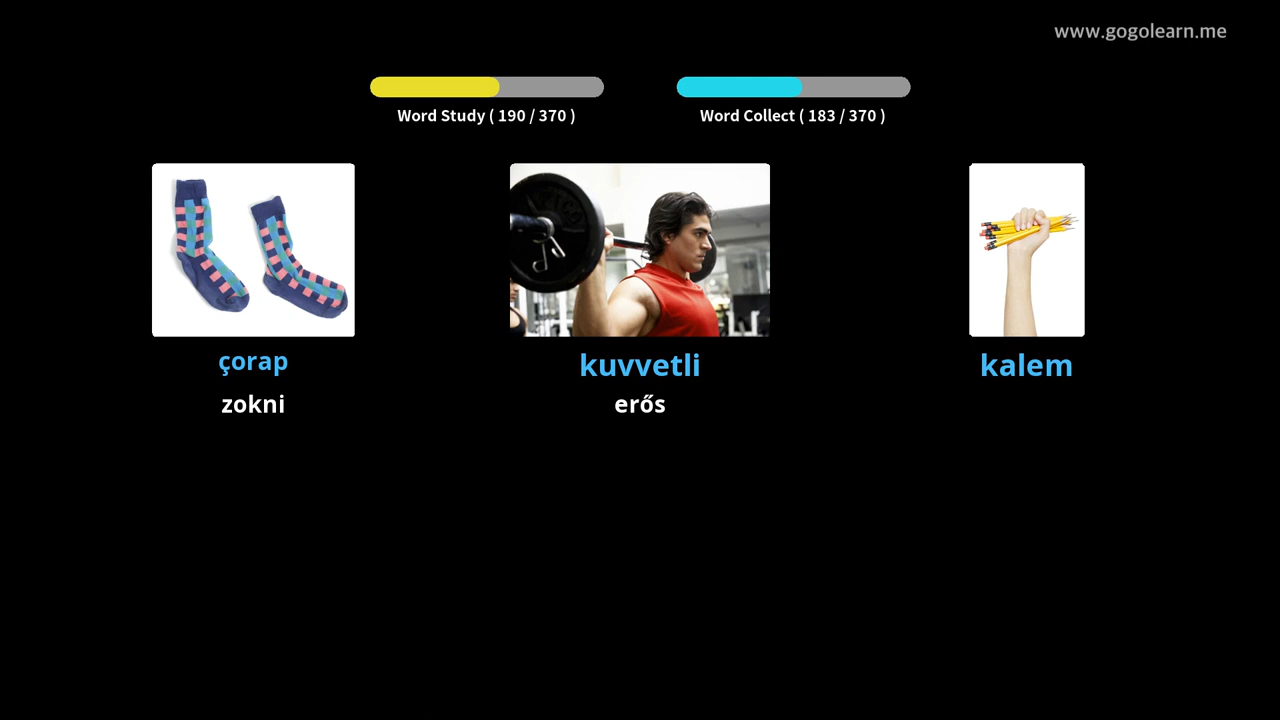 www.gogolearn.me
Word Study ( 190 / 370 )
Word Collect ( 183 / 370 )
çorap
kuvvetli
kalem
zokni
erős